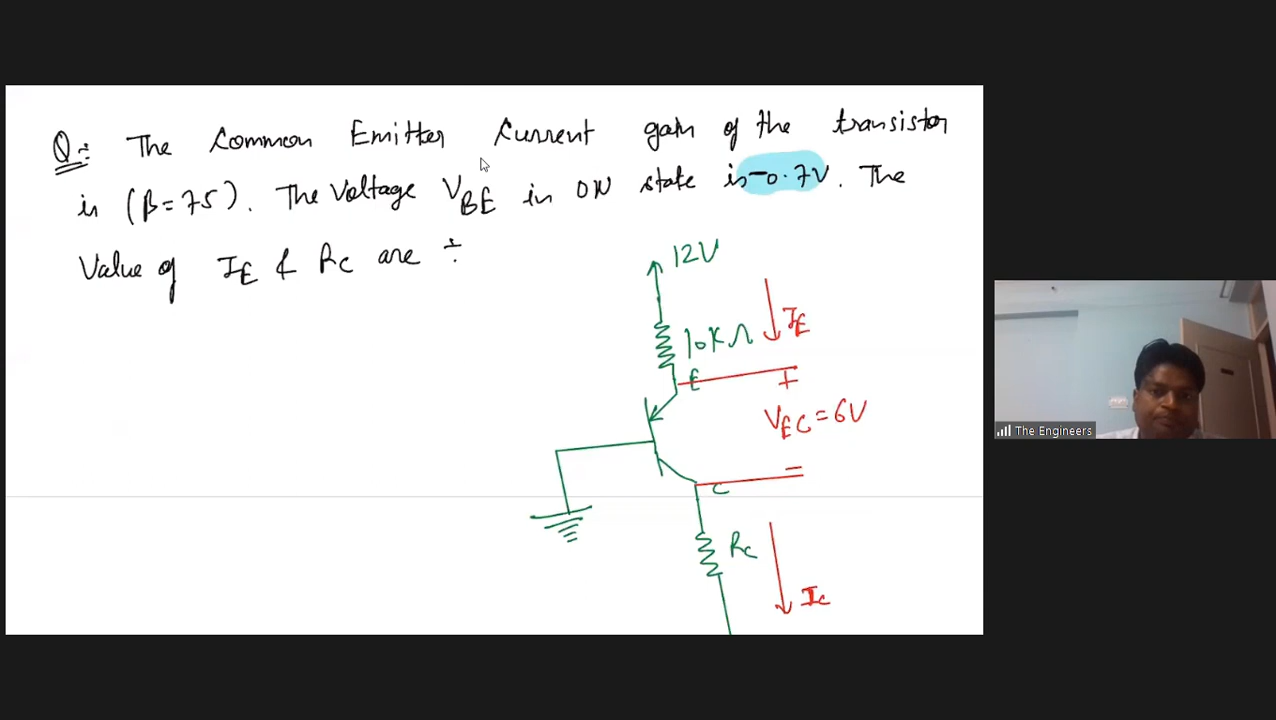 Q:- The Common Emitter Current gain of the transistor
is (β=75). The Voltage VBE in ON state is -0.7V. The
Value of IE & RC are ÷
12V
10KΩ
IE
E
+
VEC=6V
-
C
RC
IC
The Engineers